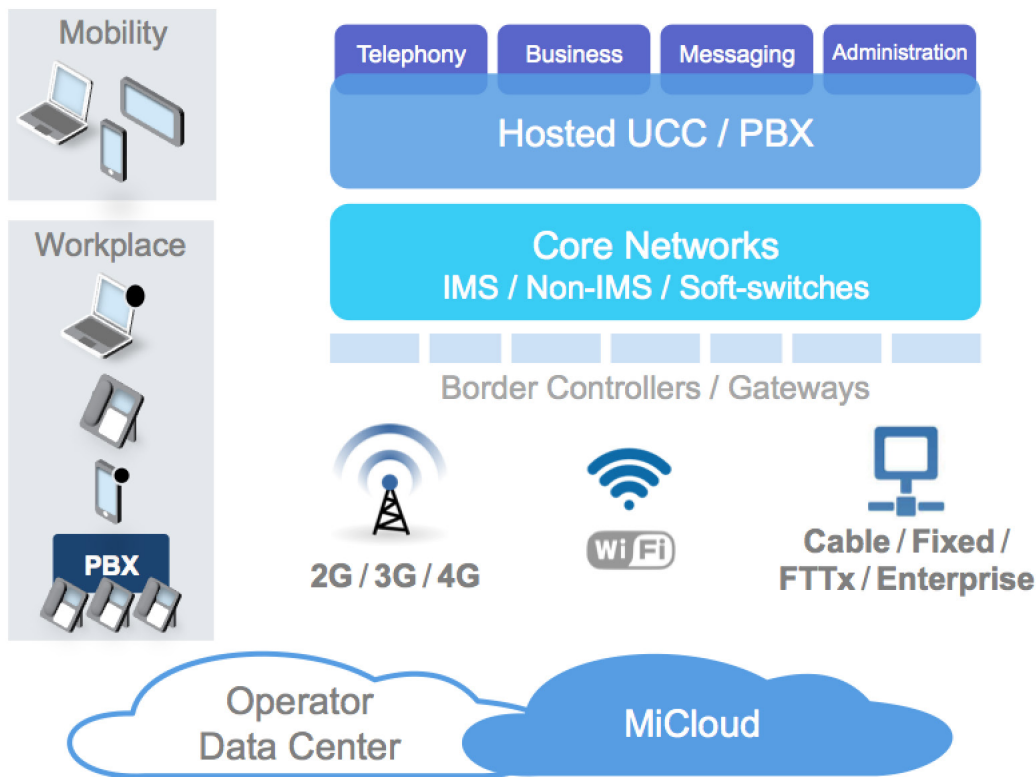 Mobility
Telephony
Business
Messaging
Administration
Hosted UCC / PBX
Workplace
Core Networks
IMS / Non-IMS / Soft-switches
Border Controllers / Gateways
PBX
2G / 3G / 4G
Wi Fi
Cable / Fixed /
FTTx / Enterprise
Operator
Data Center
MiCloud